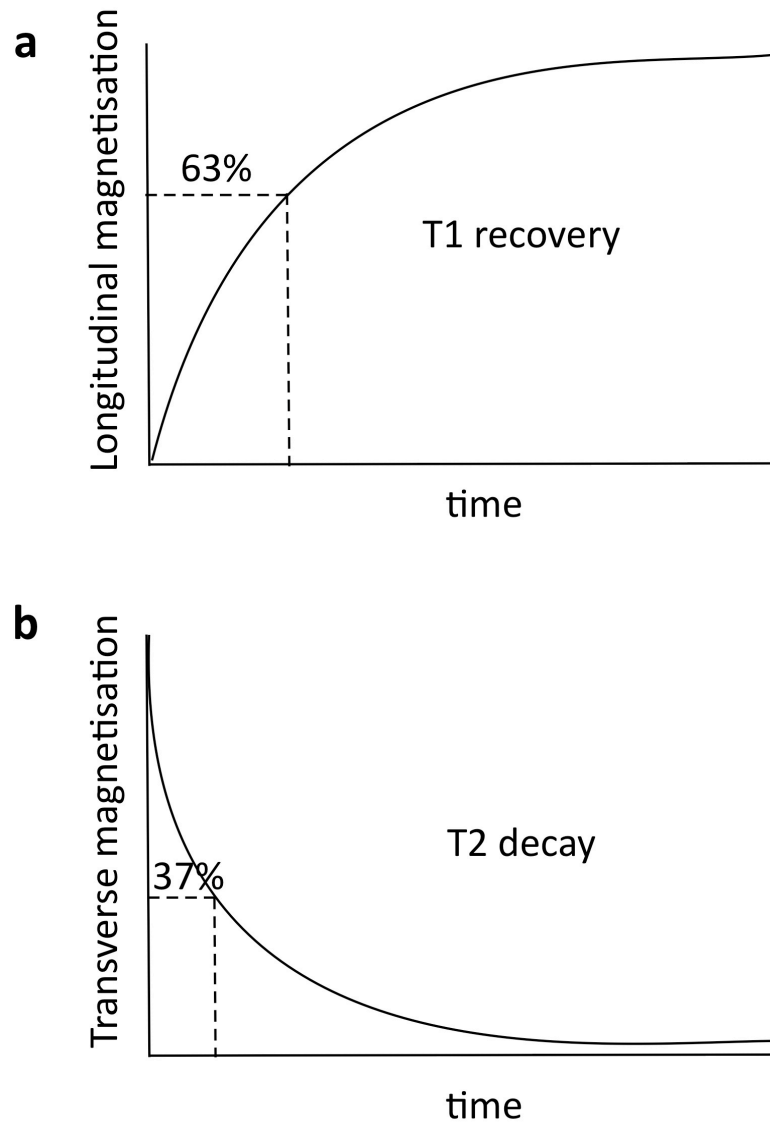 a
Longitudinal magnetisation
63%
T1 recovery
time
b
Transverse magnetisation
37%
T2 decay
time